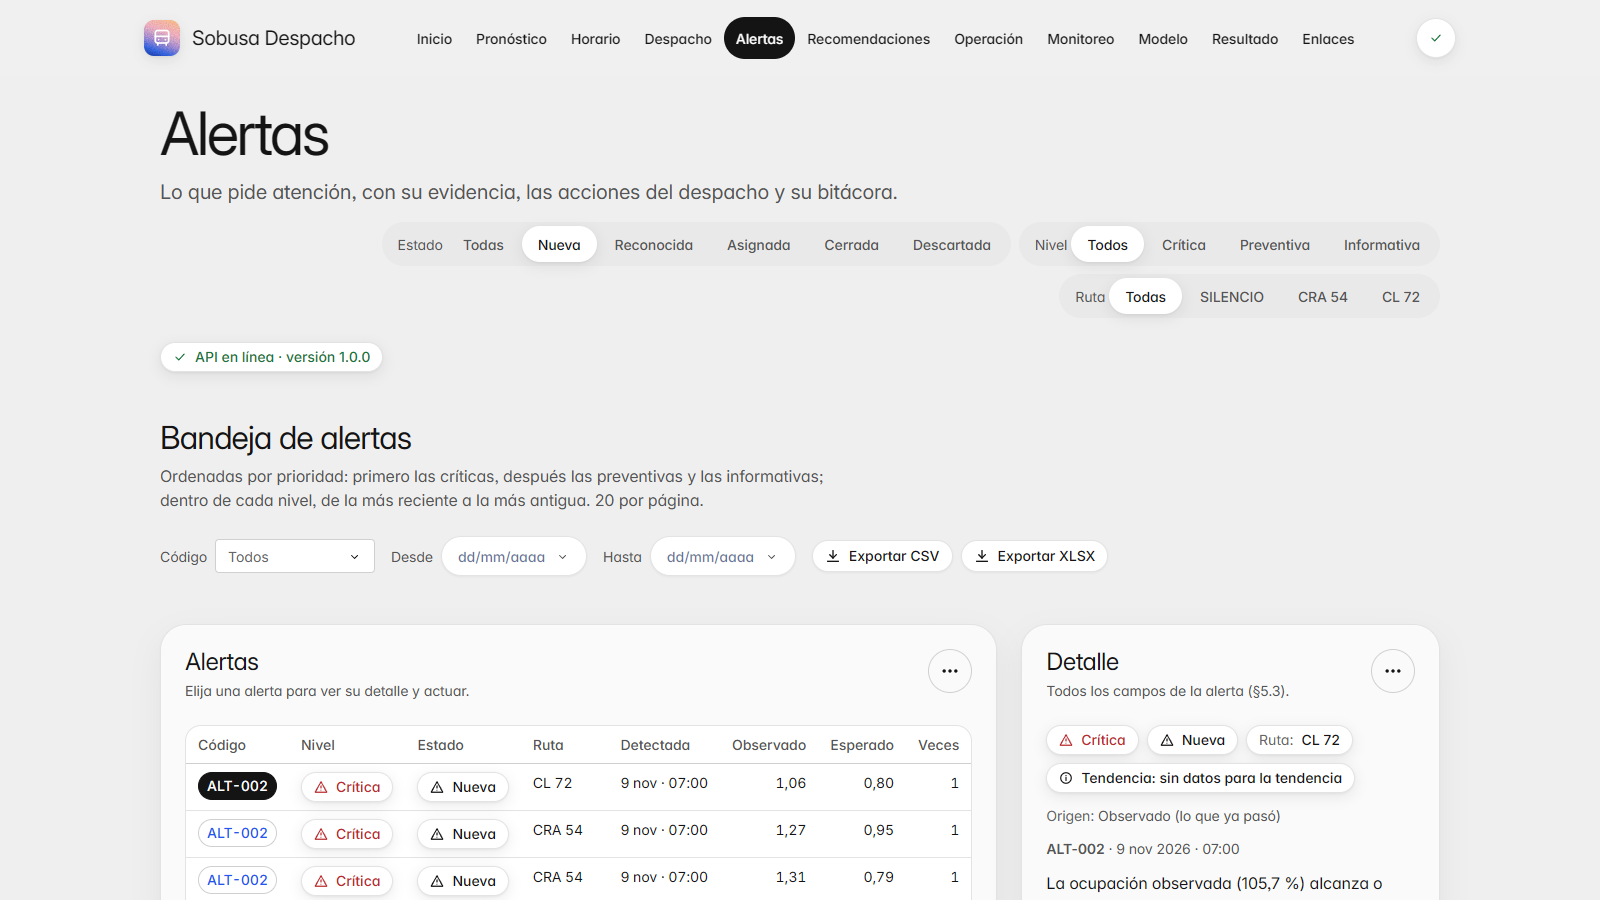 Sobusa Despacho
Inicio Pronóstico Horario Despacho Alertas Recomendaciones Operación Monitoreo Modelo Resultado Enlaces
Alertas
Lo que pide atención, con su evidencia, las acciones del despacho y su bitácora.
Estado Todas Nueva Reconocida Asignada Cerrada Descartada
Nivel Todos Crítica Preventiva Informativa
Ruta Todas SILENCIO CRA 54 CL 72
API en línea · versión 1.0.0
Bandeja de alertas
Ordenadas por prioridad: primero las críticas, después las preventivas y las informativas;
dentro de cada nivel, de la más reciente a la más antigua. 20 por página.
Código Todos Desde dd/mm/aaaa Hasta dd/mm/aaaa Exportar CSV Exportar XLSX
Alertas
Elija una alerta para ver su detalle y actuar.
Código Nivel Estado Ruta Detectada Observado Esperado Veces
ALT-002 Crítica Nueva CL 72 9 nov · 07:00 1,06 0,80 1
ALT-002 Crítica Nueva CRA 54 9 nov · 07:00 1,27 0,95 1
ALT-002 Crítica Nueva CRA 54 9 nov · 07:00 1,31 0,79 1
Detalle
Todos los campos de la alerta (§5.3).
Crítica Nueva Ruta: CL 72
Tendencia: sin datos para la tendencia
Origen: Observado (lo que ya pasó)
ALT-002 · 9 nov 2026 · 07:00
La ocupación observada (105,7 %) alcanza o